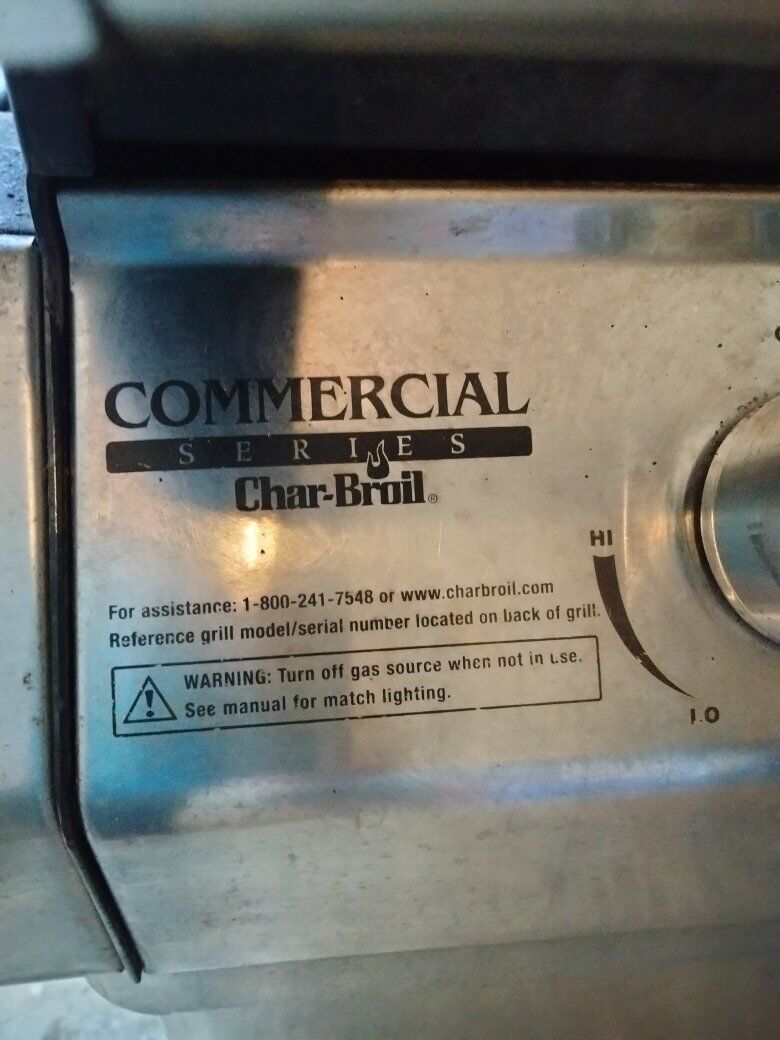 COMMERCIAL
SERIES
Char-Broil®
For assistance: 1-800-241-7548 or www.charbroil.com
Reference grill model/serial number located on back of grill.
WARNING: Turn off gas source when not in use.
See manual for match lighting.
HI
LO